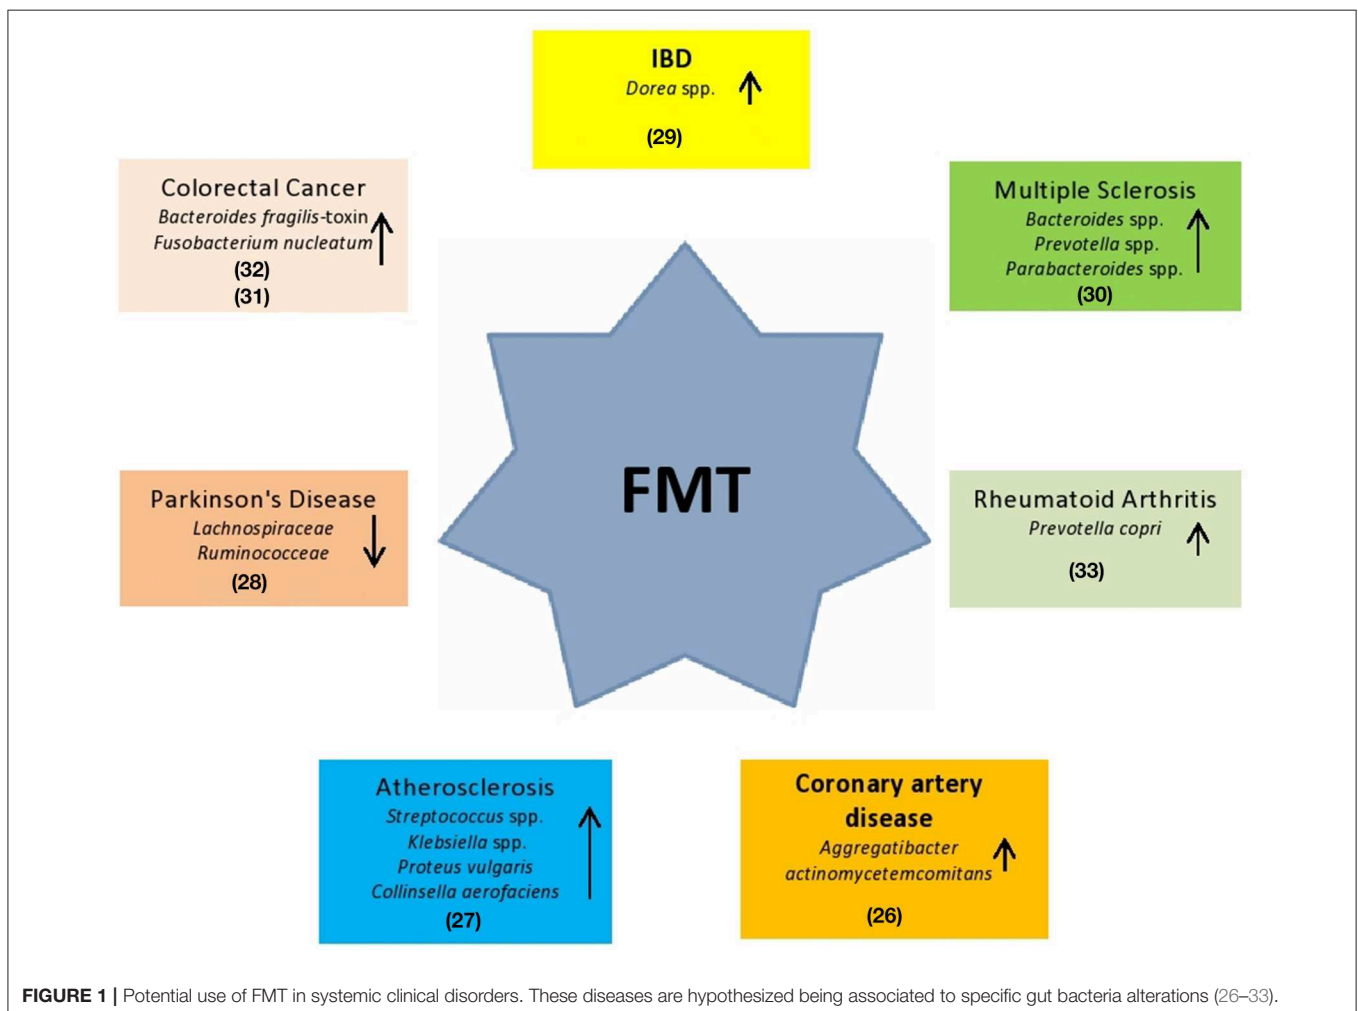 IBD
Dorea spp.
(29)
Colorectal Cancer
Bacteroides fragilis-toxin
Fusobacterium nucleatum
(32)
(31)
Multiple Sclerosis
Bacteroides spp.
Prevotella spp.
Parabacteroides spp.
(30)
FMT
Parkinson's Disease
Lachnospiraceae
Ruminococceae
(28)
Rheumatoid Arthritis
Prevotella copri
(33)
Atherosclerosis
Streptococcus spp.
Klebsiella spp.
Proteus vulgaris
Collinsella aerofaciens
(27)
Coronary artery
disease
Aggregatibacter
actinomycetemcomitans
(26)
FIGURE 1 | Potential use of FMT in systemic clinical disorders. These diseases are hypothesized being associated to specific gut bacteria alterations (26–33).